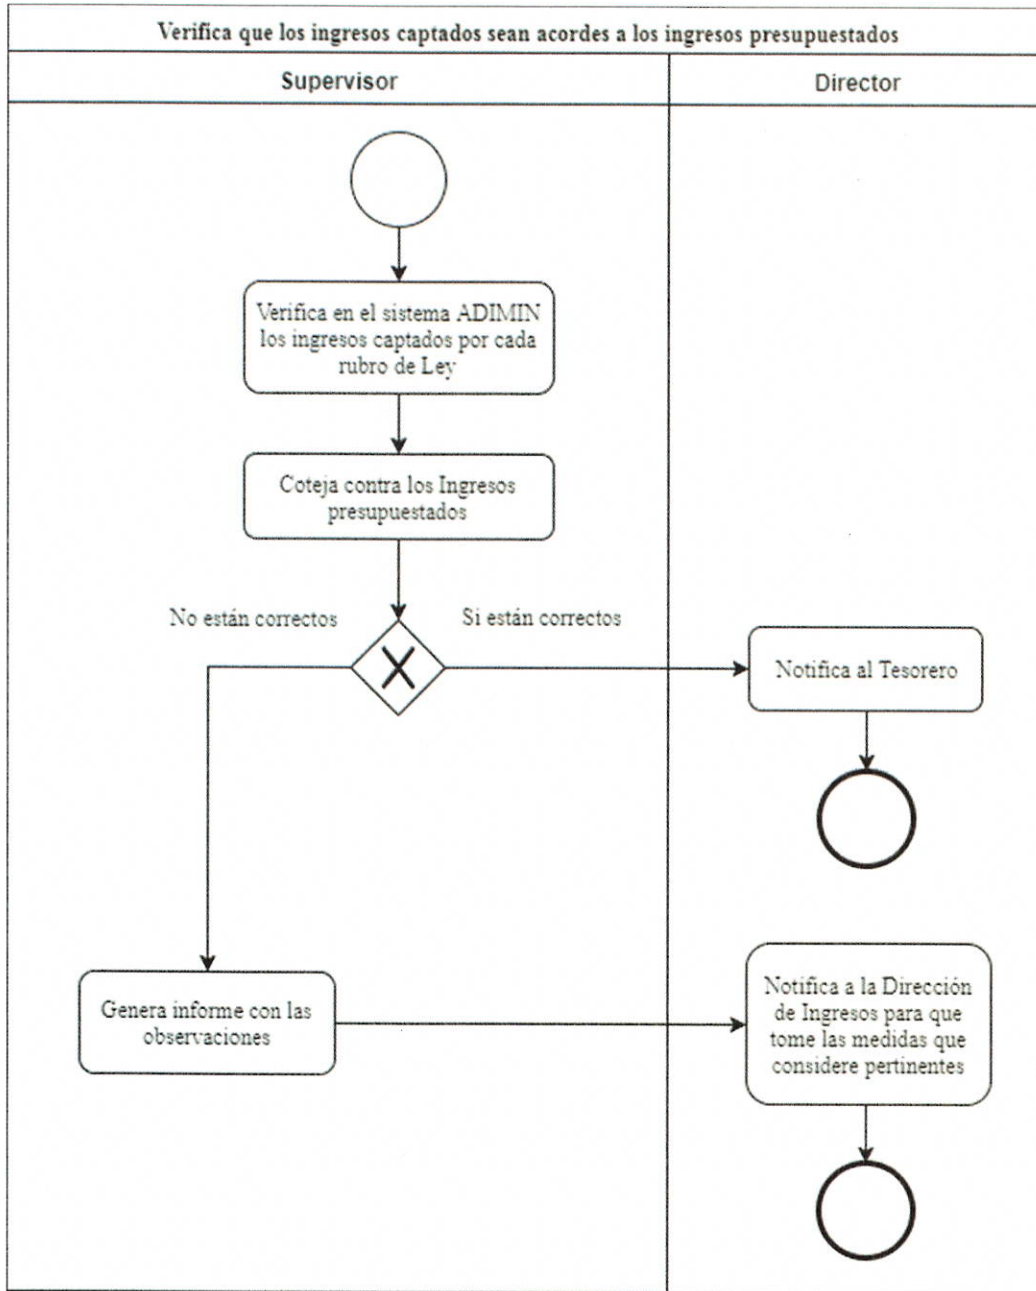 Verifica que los ingresos captados sean acordes a los ingresos presupuestados
Supervisor
Director
Verifica en el sistema ADIMIN
los ingresos captados por cada
rubro de Ley
Coteja contra los Ingresos
presupuestados
No están correctos
Si están correctos
Notifica al Tesorero
Genera informe con las
observaciones
Notifica a la Dirección
de Ingresos para que
tome las medidas que
considere pertinentes